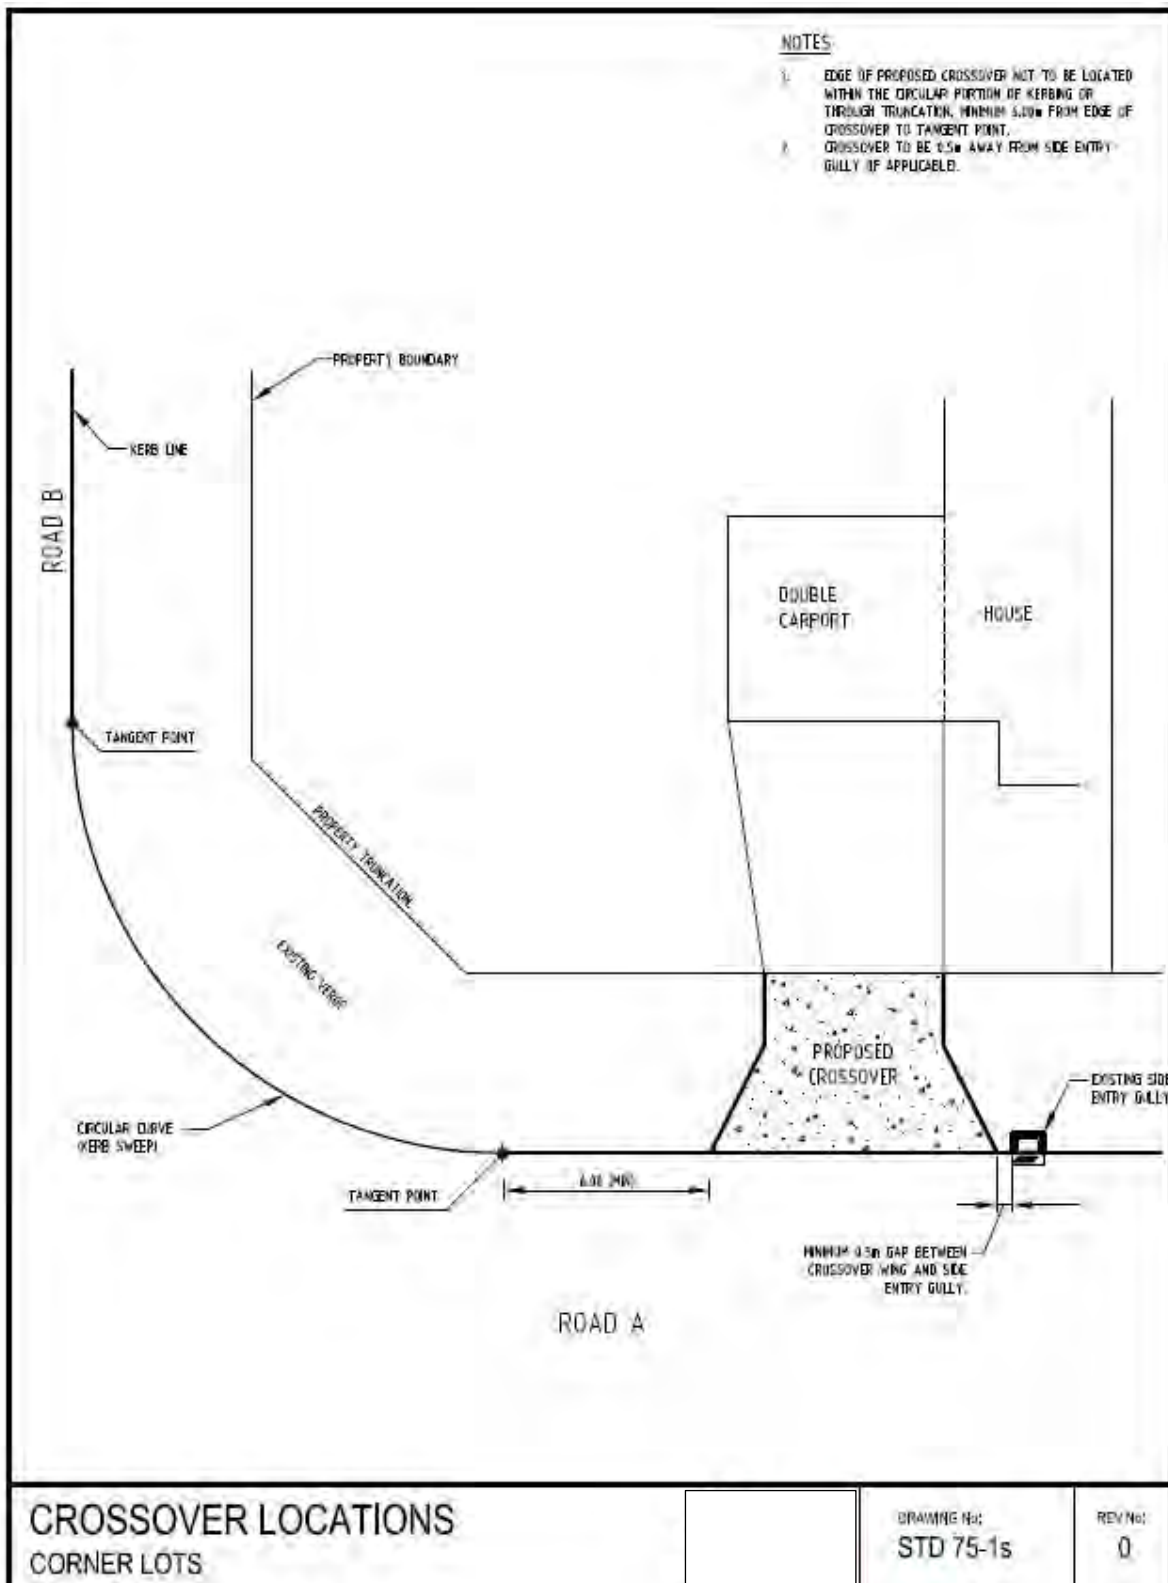 NOTES
1. EDGE OF PROPOSED CROSSOVER NOT TO BE LOCATED
WITHIN THE CIRCULAR PORTION OF KERBING OR
THROUGH TRUNCATION, MINIMUM FROM EDGE OF
CROSSOVER TO TANGENT POINT.
2. CROSSOVER TO BE 0.5m AWAY FROM SIDE ENTRY
GULLY
PROPERTY BOUNDARY
KERB LINE
ROAD B
DOUBLE
CARPORT
HOUSE
TANGENT POINT
PROPERTY TRUNCATION.
EXISTING VERGE
PROPOSED
CROSSOVER
EXISTING SIDE
ENTRY GULLY
CIRCULAR CURVE
(KERB SWEEP)
TANGENT POINT
MINIMUM 0.5m GAP BETWEEN
CROSSOVER WING AND SIDE
ENTRY GULLY.
ROAD A
CROSSOVER LOCATIONS
CORNER LOTS
DRAWING No:
STD 75-1s
REV No:
0